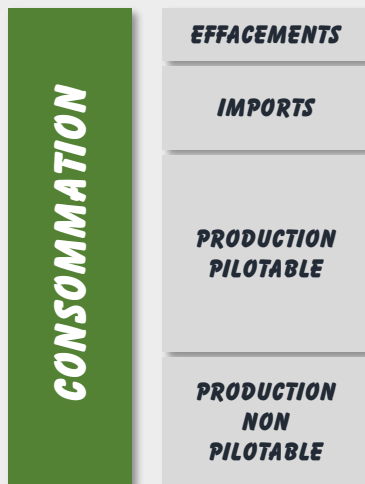 CONSOMMATION
EFFACEMENTS
IMPORTS
PRODUCTION
PILOTABLE
PRODUCTION
NON
PILOTABLE